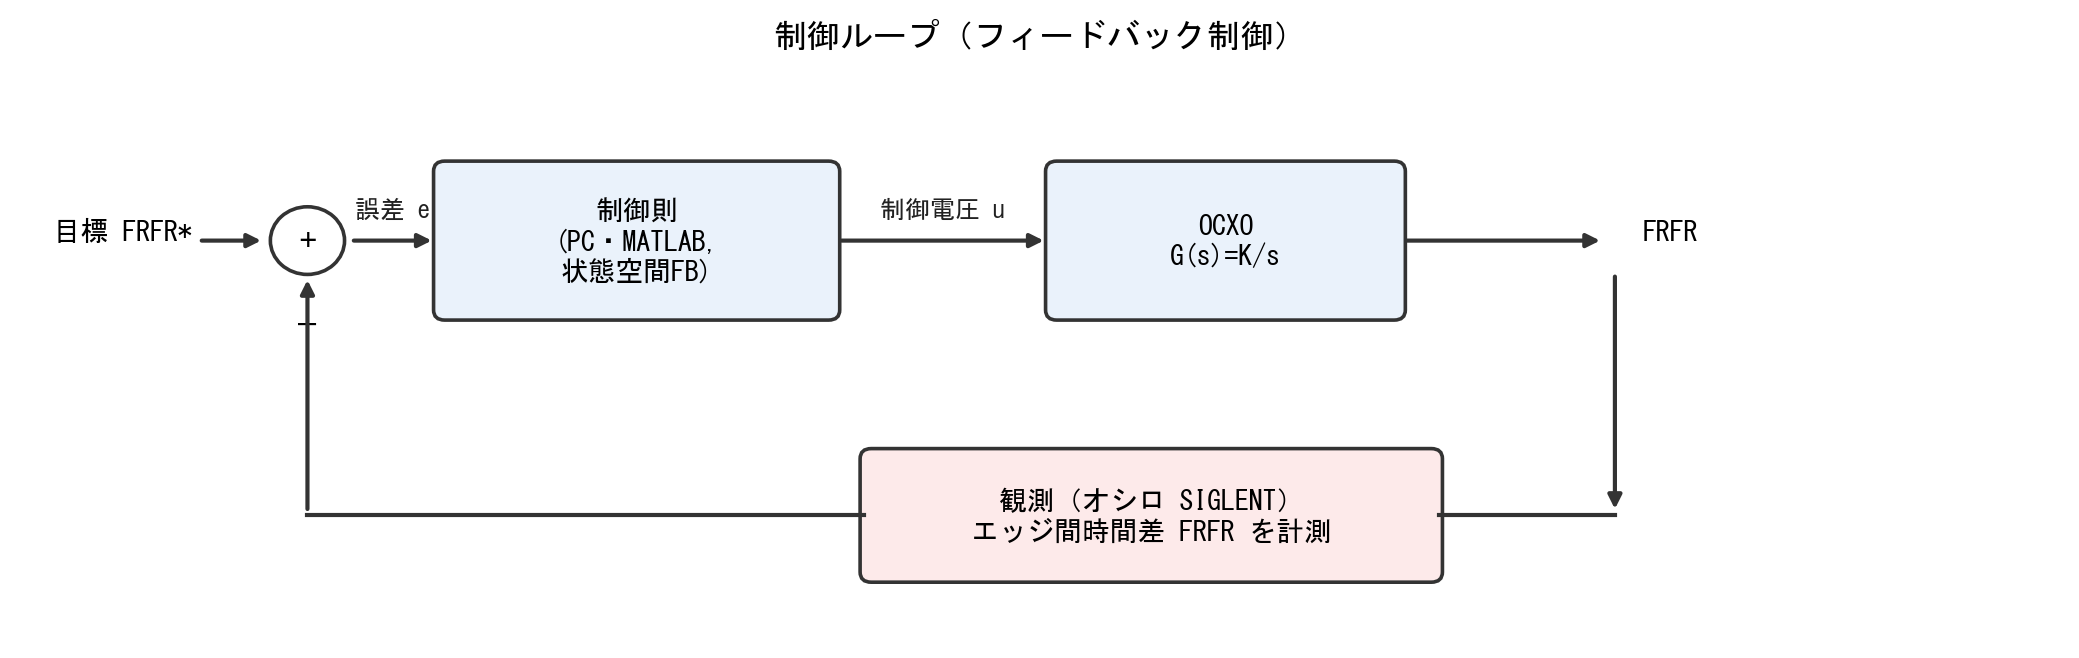 制御ループ（フィードバック制御）
目標 FRFR*
+
誤差 e
制御則
(PC・MATLAB,
状態空間FB)
制御電圧 u
OCXO
G(s)=K/s
FRFR
−
観測（オシロ SIGLENT）
エッジ間時間差 FRFR を計測